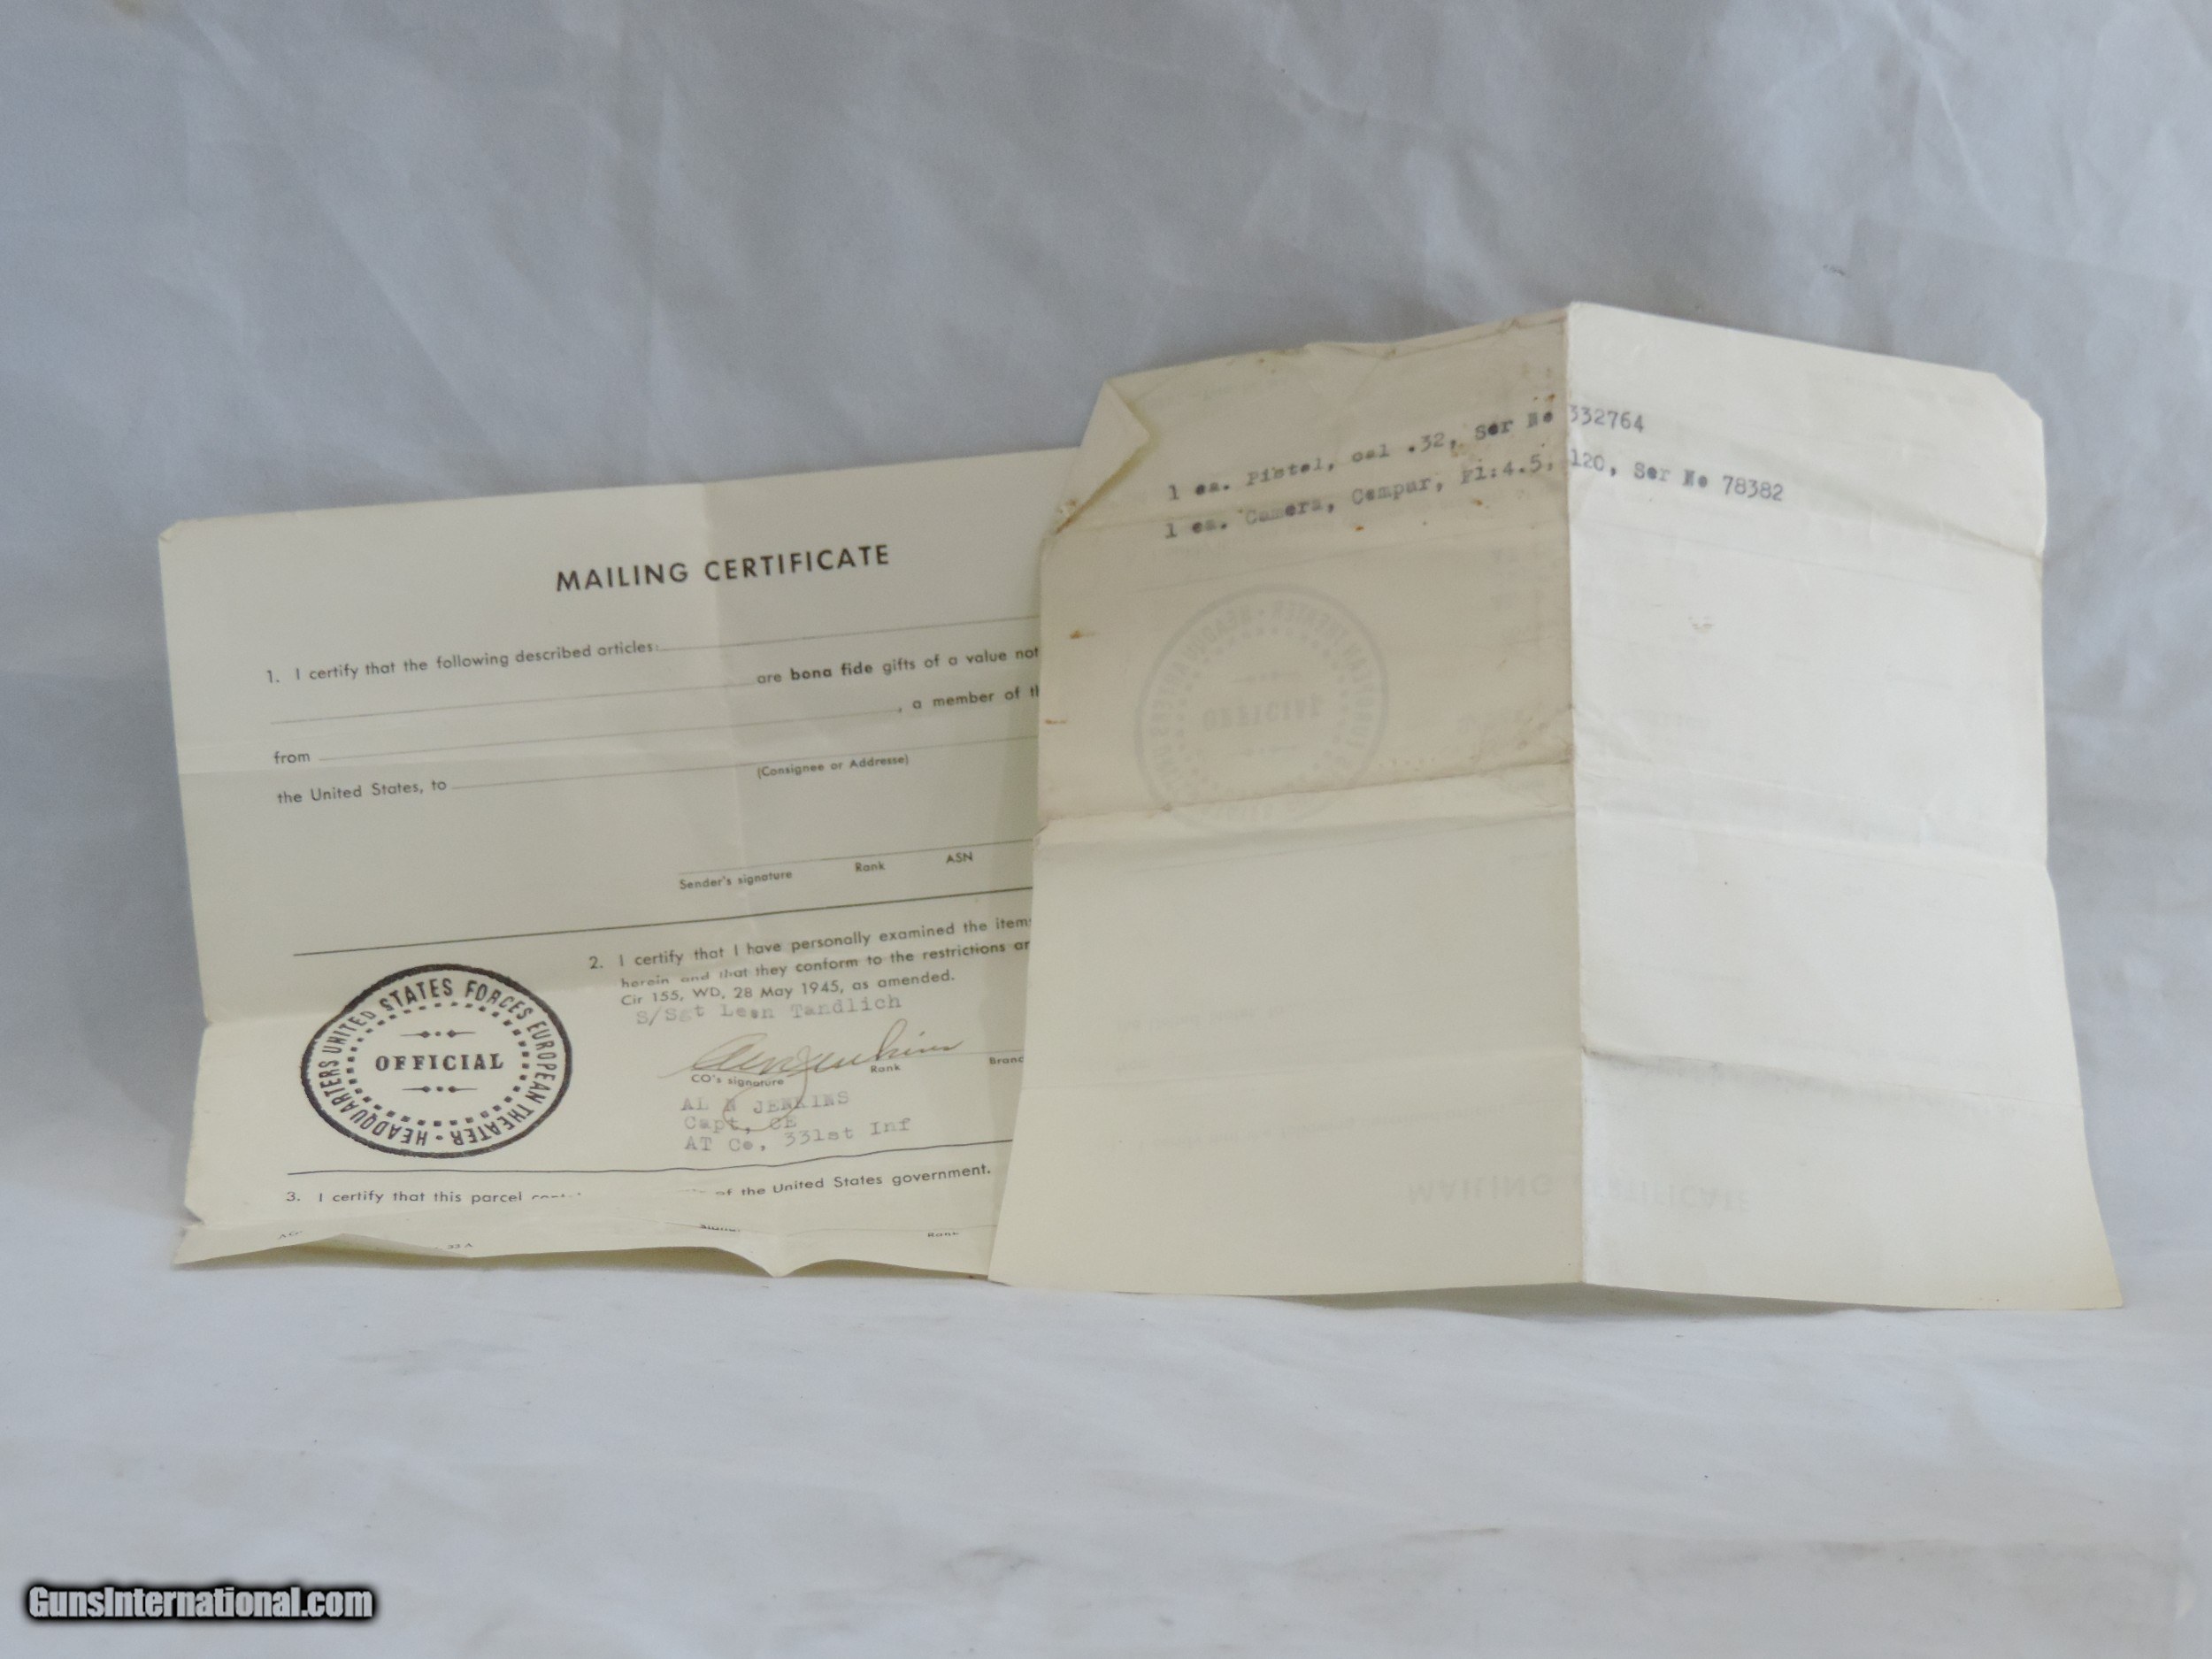 MAILING CERTIFICATE
1. I certify that the following described articles:
are bona fide gifts of a value not
, a member of th
from
the United States, to
(Consignee or Addresse)
Sender's signature Rank ASN
2. I certify that I have personally examined the items
herein and that they conform to the restrictions an
Cir 155, WD, 28 May 1945, as amended.
S/Sgt Leon Tandlich
CO's signature Rank Branc
AL N JENKINS
Capt, CE
AT Co, 331st Inf
HEADQUARTERS UNITED STATES FORCES EUROPEAN THEATER
OFFICIAL
3. I certify that this parcel of the United States government.
Rank
1 ea. Pistol, cal .32, Ser No 332764
1 ea. Camera, Compur, F1:4.5, 120, Ser No 78382
MAILING CERTIFICATE
GunsInternational.com